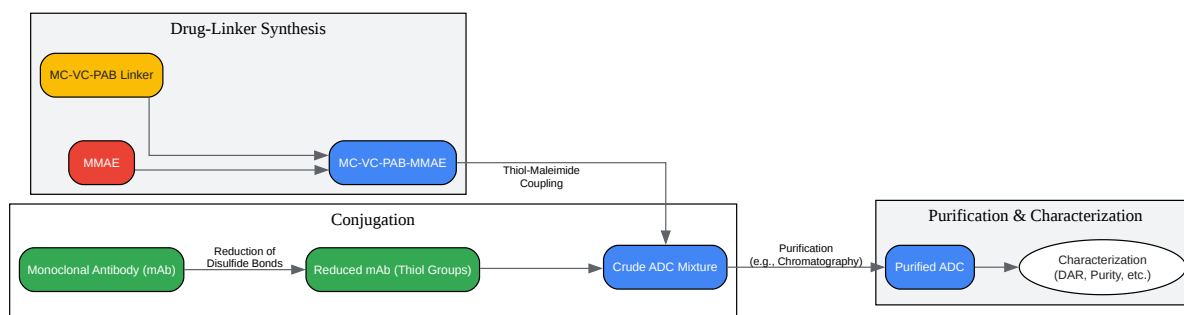 Drug-Linker Synthesis
MC-VC-PAB Linker
MMAE
MC-VC-PAB-MMAE
Thiol-Maleimide
Coupling
Conjugation
Monoclonal Antibody (mAb)
Reduction of
Disulfide Bonds
Reduced mAb (Thiol Groups)
Crude ADC Mixture
Purification
(e.g., Chromatography)
Purification & Characterization
Purified ADC
Characterization
(DAR, Purity, etc.)